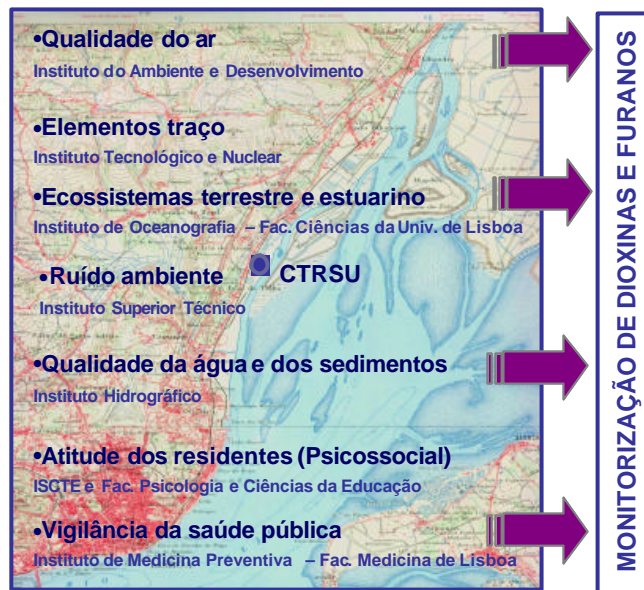 •Qualidade do ar
Instituto do Ambiente e Desenvolvimento
•Elementos traço
Instituto Tecnológico e Nuclear
•Ecossistemas terrestre e estuarino
Instituto de Oceanografia – Fac. Ciências da Univ. de Lisboa
•Ruído ambiente
CTRSU
Instituto Superior Técnico
•Qualidade da água e dos sedimentos
Instituto Hidrográfico
•Atitude dos residentes (Psicossocial)
ISCTE e Fac. Psicologia e Ciências da Educação
•Vigilância da saúde pública
Instituto de Medicina Preventiva – Fac. Medicina de Lisboa
MONITORIZAÇÃO DE DIOXINAS E FURANOS